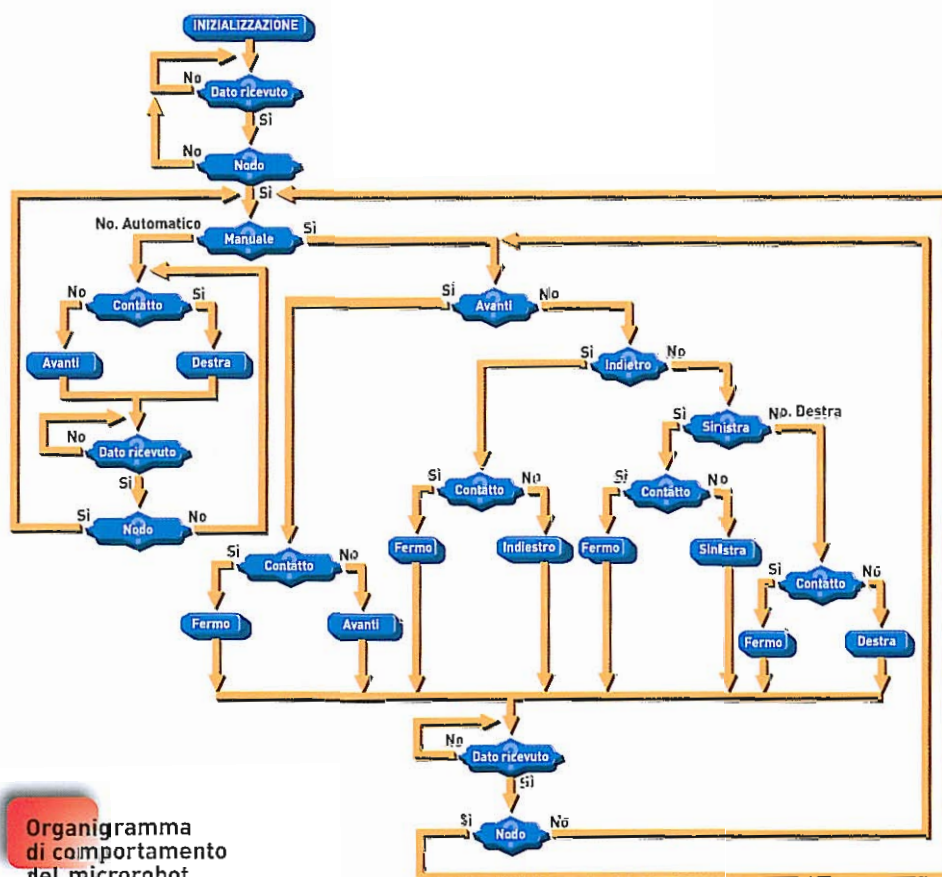 INIZIALIZZAZIONE
No
Dato ricevuto
Sì
No
Nodo
Sì
No. Automatico
Manuale
Sì
No
Contatto
Sì
Sì
Avanti
No
Avanti
Destra
Sì
Indietro
No
Sì
Sinistra
No. Destra
No
Dato ricevuto
Sì
Sì
Nodo
No
Sì
Contatto
No
Sì
Contatto
No
Fermo
Indiestro
Fermo
Sinistra
Sì
Contatto
No
Sì
Contatto
No
Fermo
Avanti
Fermo
Destra
No
Dato ricevuto
Sì
Sì
Nodo
No
Organigramma
di comportamento
del microrobot